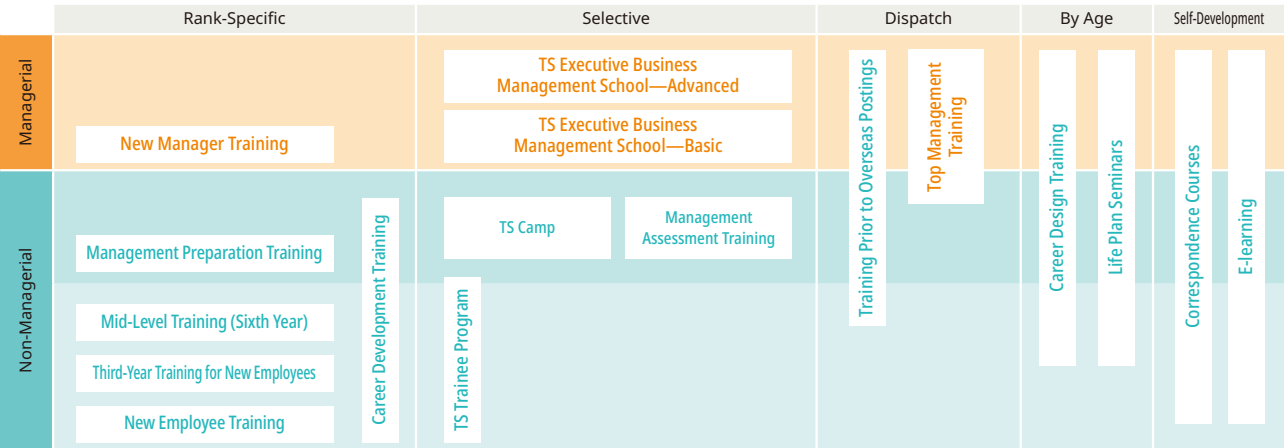 Rank-Specific
Selective
Dispatch
By Age
Self-Development
Managerial
New Manager Training
TS Executive Business
Management School—Advanced
TS Executive Business
Management School—Basic
Training Prior to Overseas Postings
Top Management
Training
Career Design Training
Life Plan Seminars
Correspondence Courses
E-learning
Non-Managerial
Management Preparation Training
Mid-Level Training (Sixth Year)
Third-Year Training for New Employees
New Employee Training
Career Development Training
TS Camp
Management
Assessment Training
TS Trainee Program